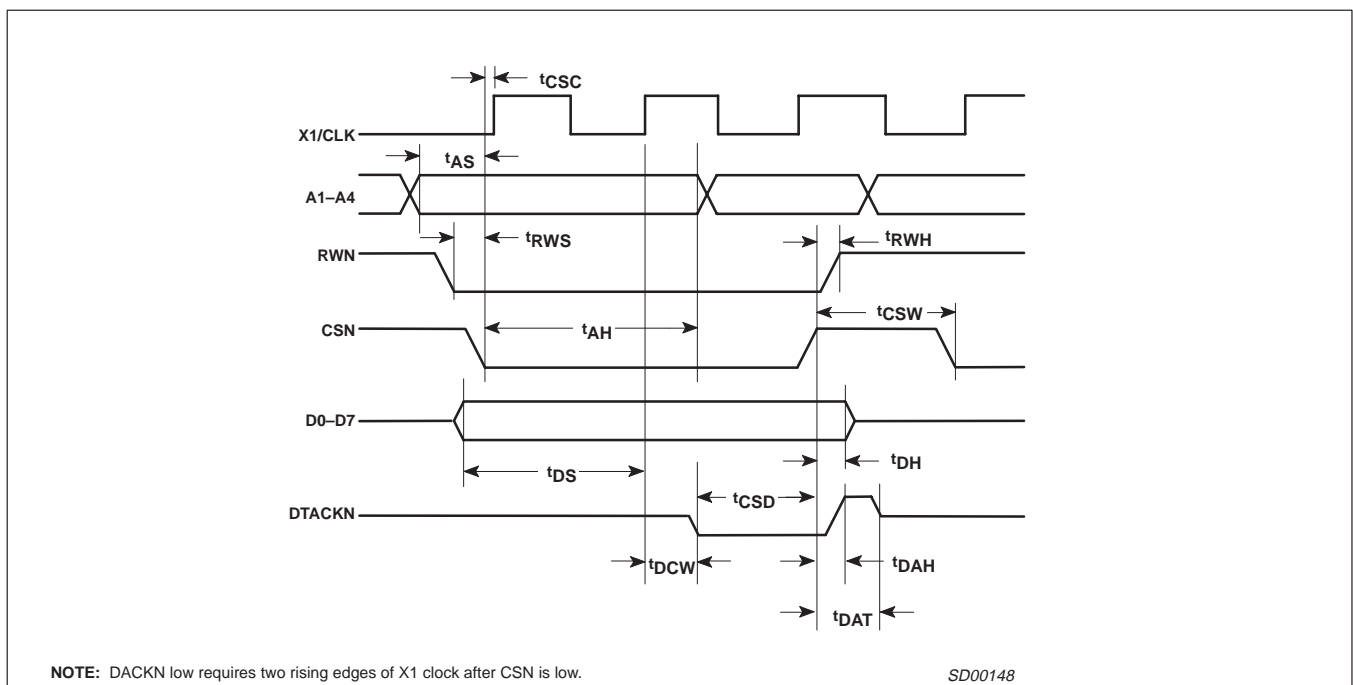 tCSC
X1/CLK
tAS
A1–A4
tRWS
tRWH
RWN
tCSW
CSN
tAH
D0–D7
tDH
tDS
tCSD
DTACKN
tDCW
tDAH
tDAT
NOTE: DACKN low requires two rising edges of X1 clock after CSN is low.
SD00148